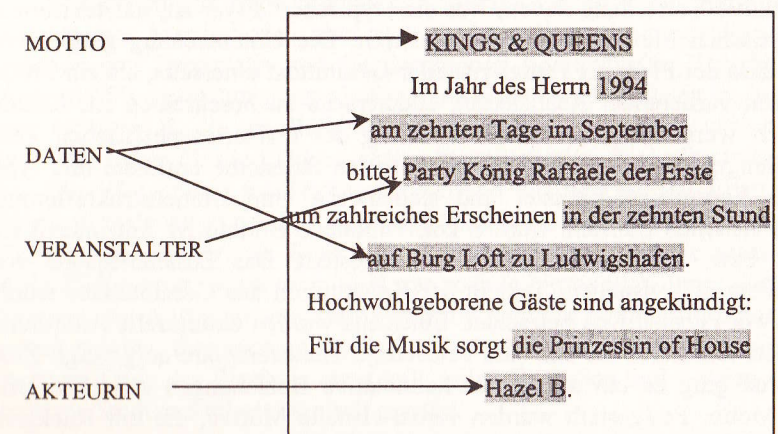 MOTTO
KINGS & QUEENS
Im Jahr des Herrn 1994
am zehnten Tage im September
DATEN
bittet Party König Raffaele der Erste
um zahlreiches Erscheinen in der zehnten Stund
VERANSTALTER
auf Burg Loft zu Ludwigshafen.
Hochwohlgeborene Gäste sind angekündigt:
Für die Musik sorgt die Prinzessin of House
AKTEURIN
Hazel B.